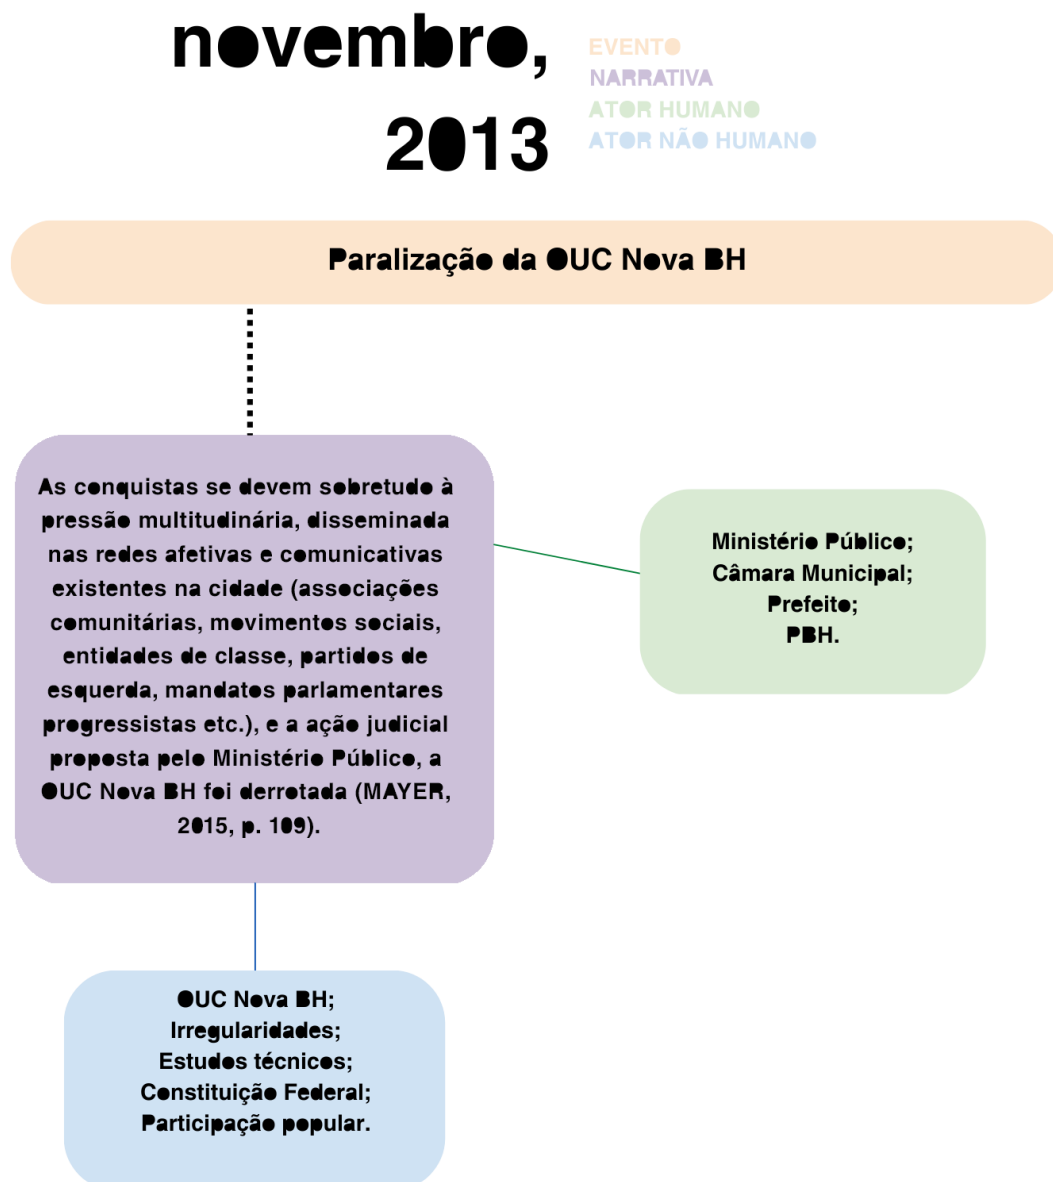 novembro,
2013
EVENTO
NARRATIVA
ATOR HUMANO
ATOR NÃO HUMANO
Paralização da OUC Nova BH
As conquistas se devem sobretudo à
pressão multitudinária, disseminada
nas redes afetivas e comunicativas
existentes na cidade (associações
comunitárias, movimentos sociais,
entidades de classe, partidos de
esquerda, mandatos parlamentares
progressistas etc.), e a ação judicial
proposta pelo Ministério Público, a
OUC Nova BH foi derrotada (MAYER,
2015, p. 109).
Ministério Público;
Câmara Municipal;
Prefeito;
PBH.
OUC Nova BH;
Irregularidades;
Estudos técnicos;
Constituição Federal;
Participação popular.